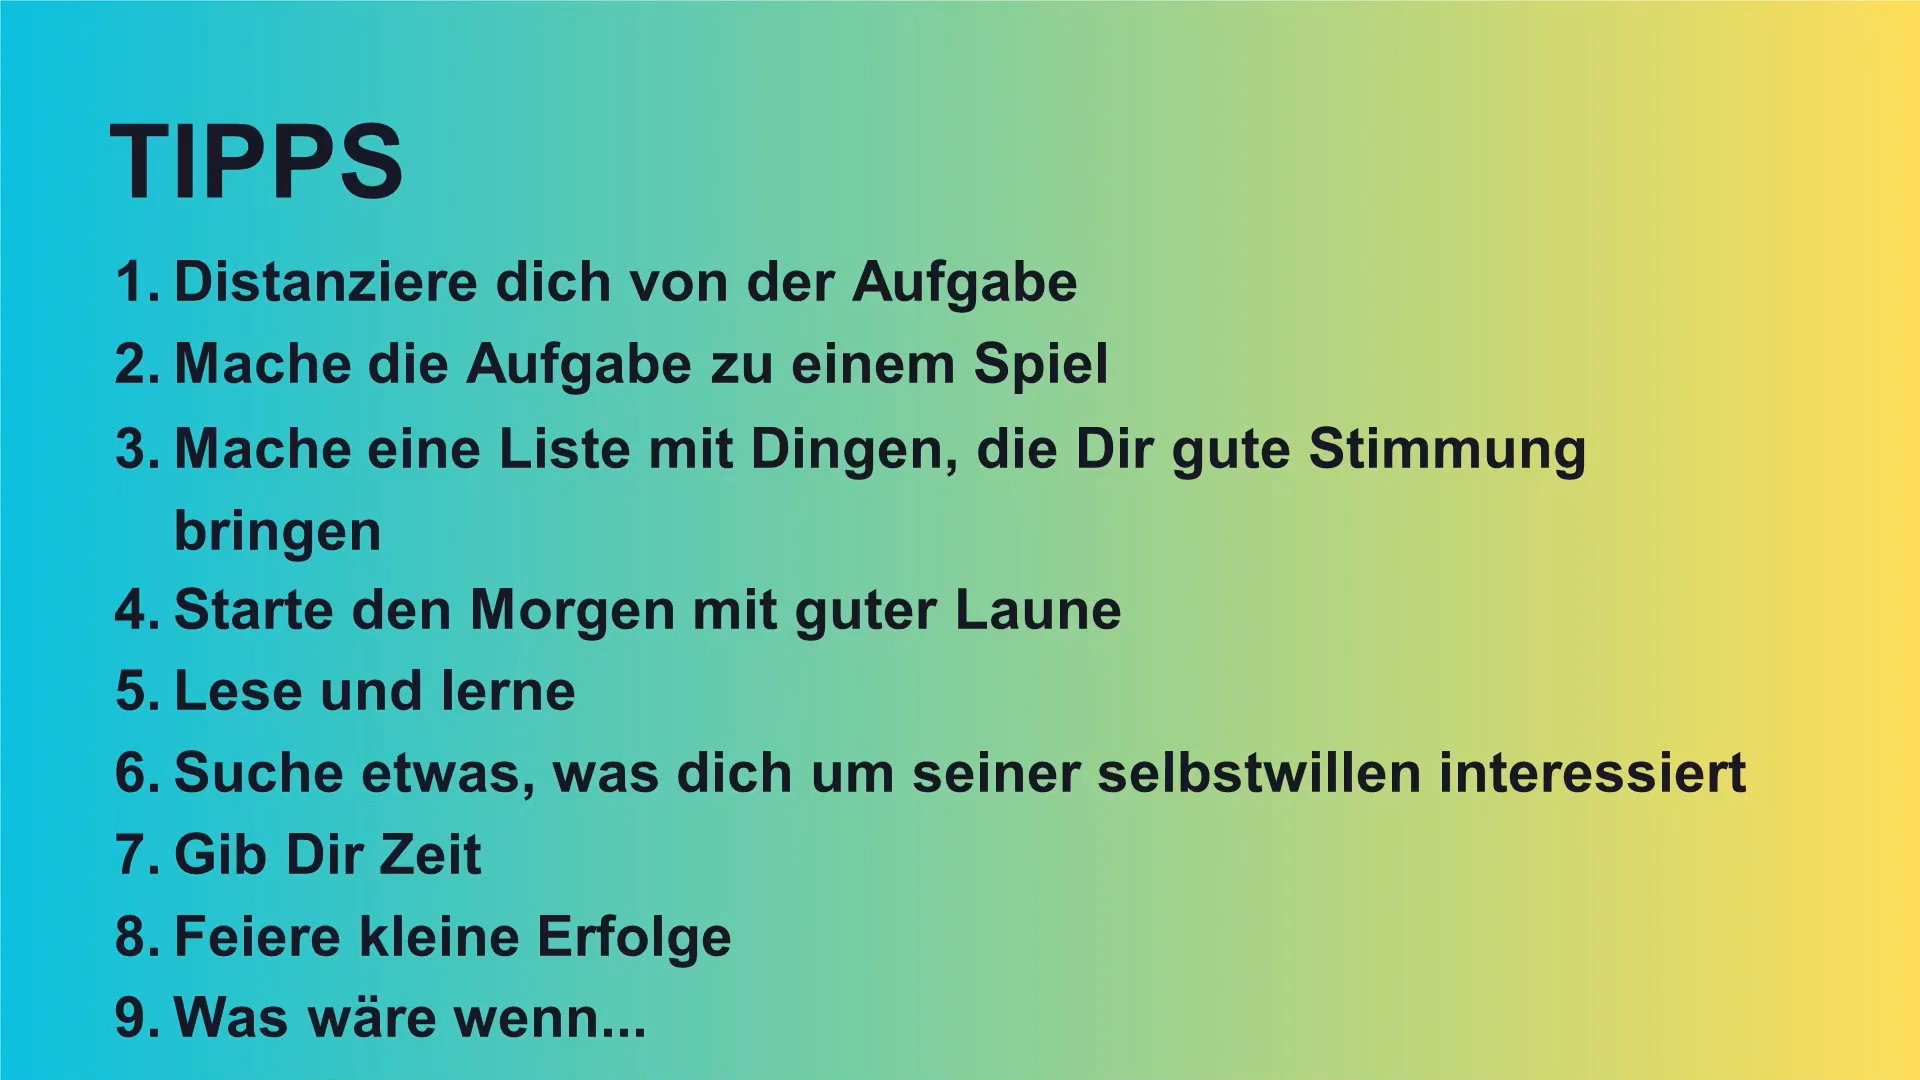 TIPPS
1. Distanziere dich von der Aufgabe
2. Mache die Aufgabe zu einem Spiel
3. Mache eine Liste mit Dingen, die Dir gute Stimmung
bringen
4. Starte den Morgen mit guter Laune
5. Lese und lerne
6. Suche etwas, was dich um seiner selbstwillen interessiert
7. Gib Dir Zeit
8. Feiere kleine Erfolge
9. Was wäre wenn...